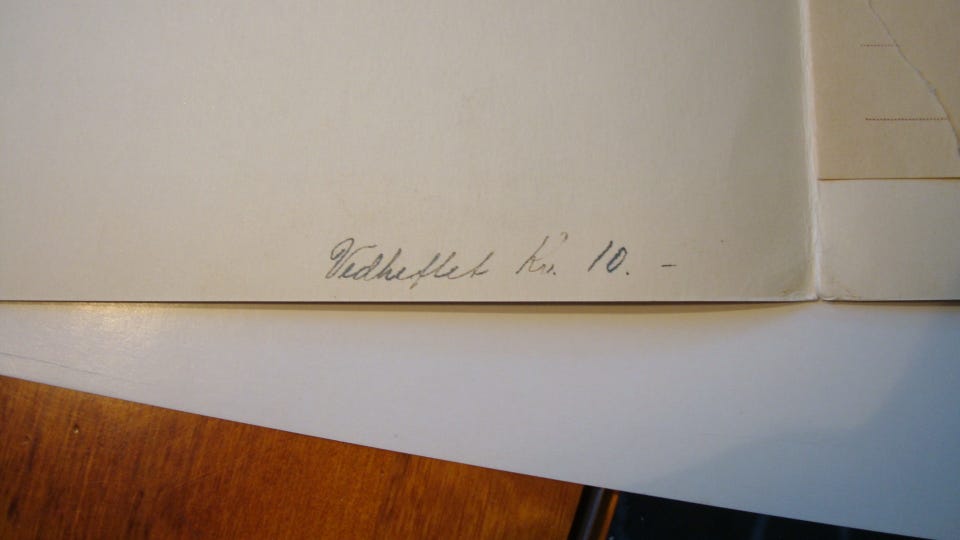 Vedheftet Kr. 10. -